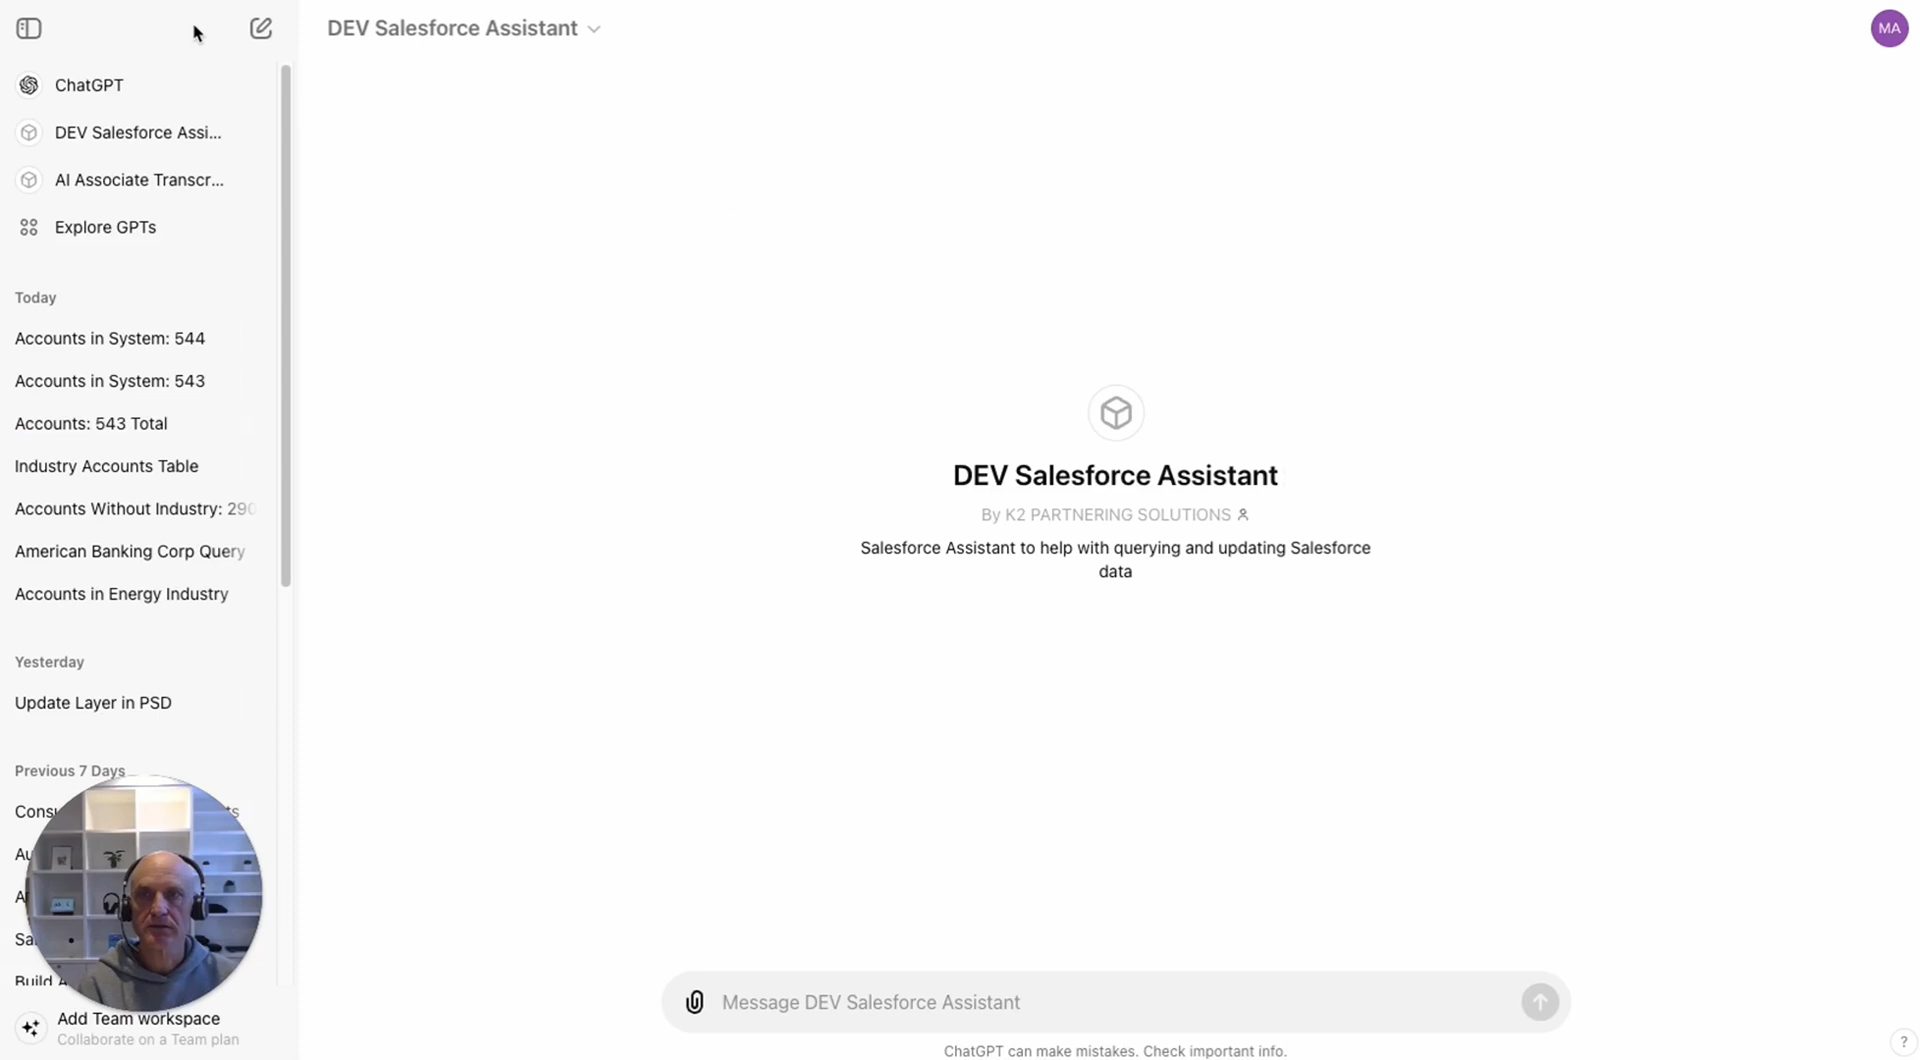 DEV Salesforce Assistant
MA
ChatGPT
DEV Salesforce Assi...
AI Associate Transcr...
Explore GPTs
Today
Accounts in System: 544
Accounts in System: 543
Accounts: 543 Total
Industry Accounts Table
Accounts Without Industry: 290
American Banking Corp Query
Accounts in Energy Industry
Yesterday
Update Layer in PSD
Previous 7 Days
Build
Add Team workspace
Collaborate on a Team plan
DEV Salesforce Assistant
By K2 PARTNERING SOLUTIONS
Salesforce Assistant to help with querying and updating Salesforce
data
Message DEV Salesforce Assistant
ChatGPT can make mistakes. Check important info.
?